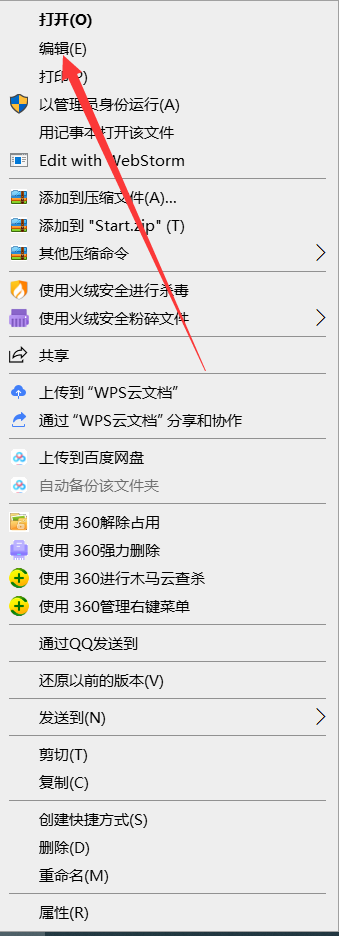 打开(O)
编辑(E)
打印(P)
以管理员身份运行(A)
用记事本打开该文件
Edit with WebStorm
添加到压缩文件(A)...
添加到 "Start.zip" (T)
其他压缩命令
使用火绒安全进行杀毒
使用火绒安全粉碎文件
共享
上传到 “WPS云文档”
通过 “WPS云文档” 分享和协作
上传到百度网盘
自动备份该文件夹
使用 360解除占用
使用 360强力删除
使用 360进行木马云查杀
使用 360管理右键菜单
通过QQ发送到
还原以前的版本(V)
发送到(N)
剪切(T)
复制(C)
创建快捷方式(S)
删除(D)
重命名(M)
属性(R)